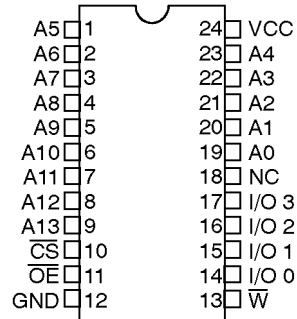 A5 1 24 VCC
A6 2 23 A4
A7 3 22 A3
A8 4 21 A2
A9 5 20 A1
A10 6 19 A0
A11 7 18 NC
A12 8 17 I/O 3
A13 9 16 I/O 2
C̅S̅ 10 15 I/O 1
O̅E̅ 11 14 I/O 0
GND 12 13 W̅